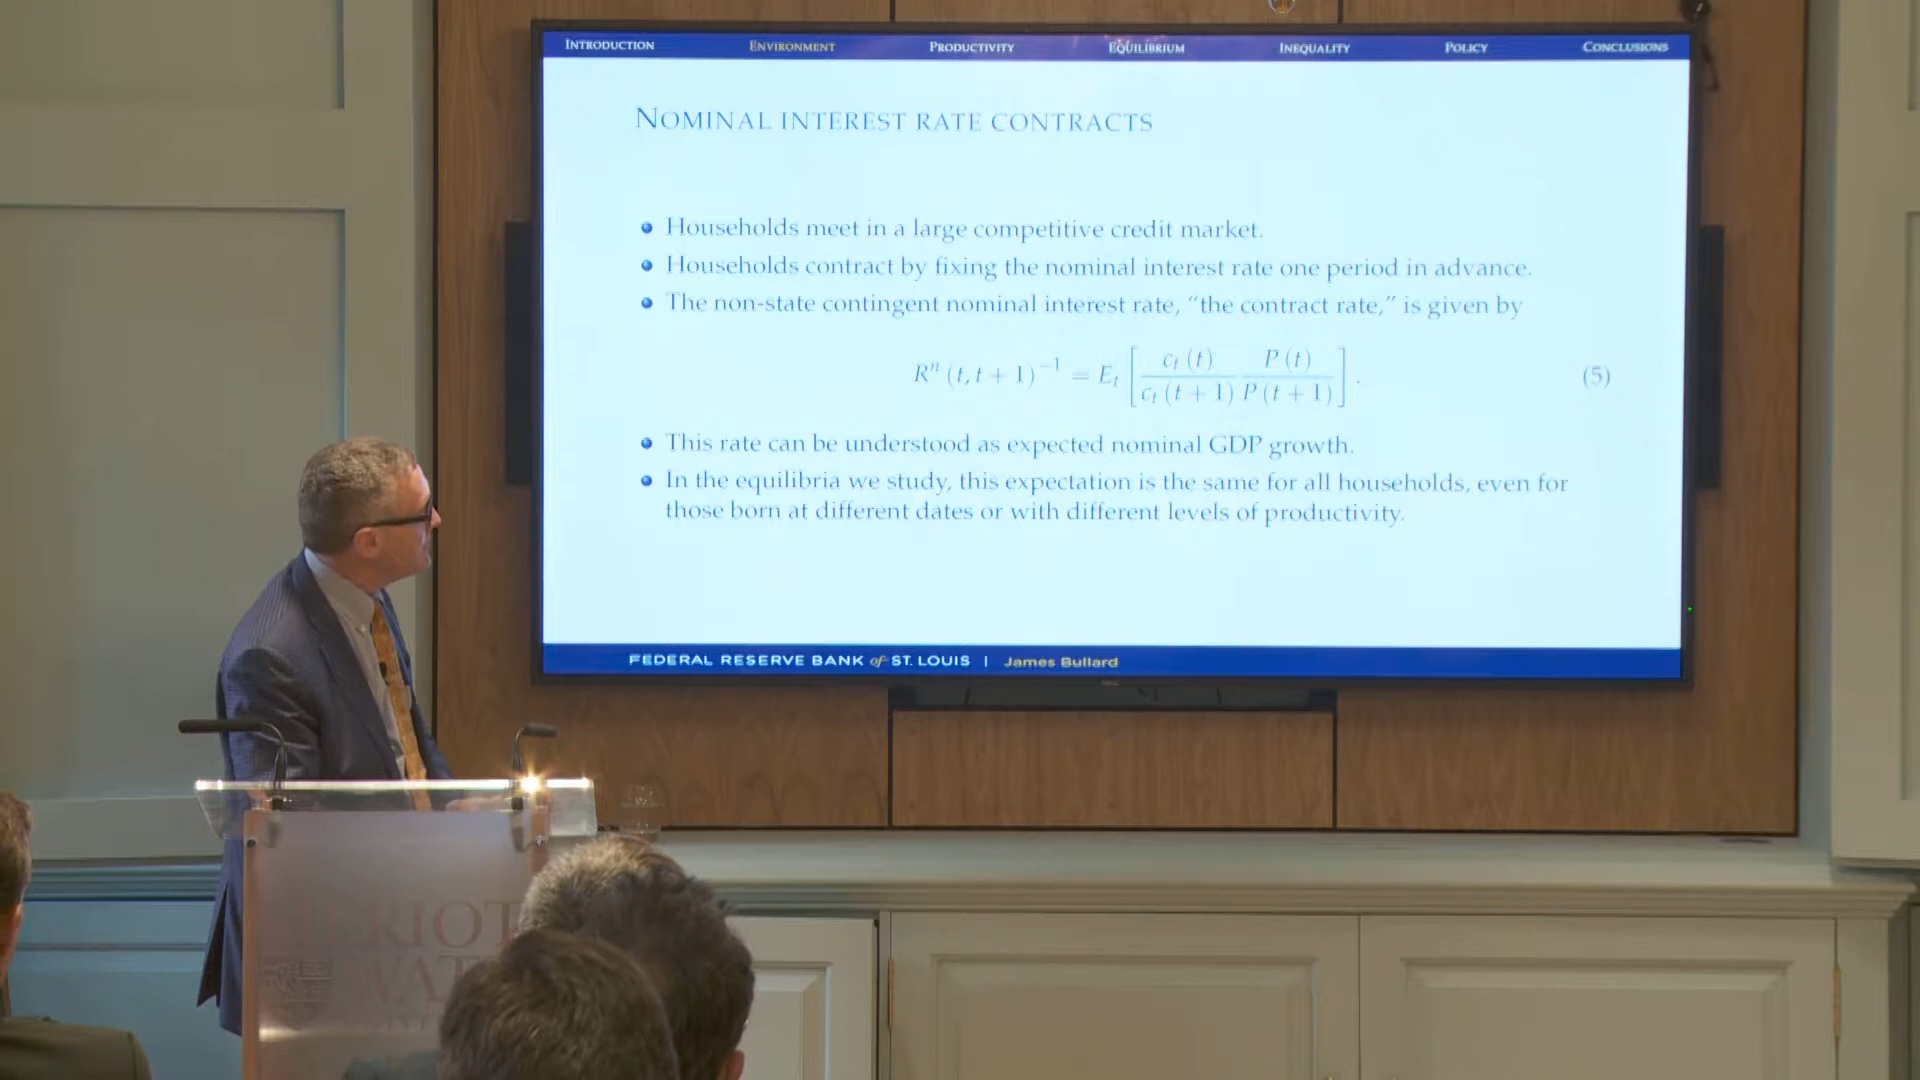 INTRODUCTION ENVIRONMENT PRODUCTIVITY EQUILIBRIUM INEQUALITY POLICY CONCLUSIONS
NOMINAL INTEREST RATE CONTRACTS
Households meet in a large competitive credit market.
Households contract by fixing the nominal interest rate one period in advance.
The non-state contingent nominal interest rate, “the contract rate,” is given by
Rⁿ (t, t + 1)⁻¹ = Eₜ [ cₜ (t) / cₜ (t + 1) P (t) / P (t + 1) ] . (5)
This rate can be understood as expected nominal GDP growth.
In the equilibria we study, this expectation is the same for all households, even for
those born at different dates or with different levels of productivity.
FEDERAL RESERVE BANK of ST. LOUIS | James Bullard